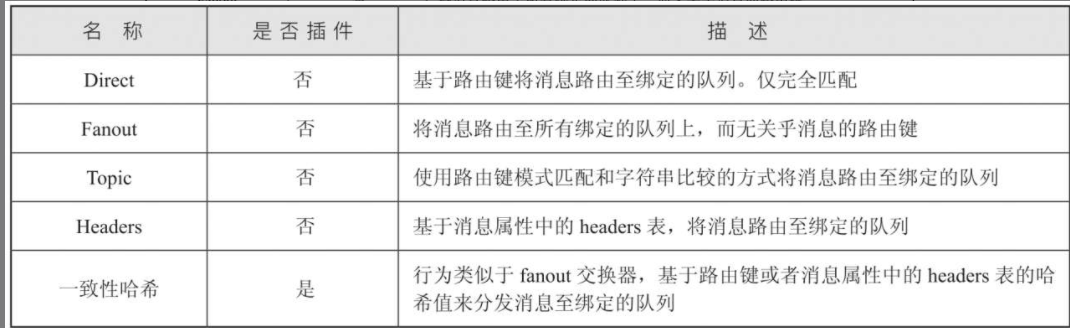 名 称 是否插件 描 述
Direct 否 基于路由键将消息路由至绑定的队列。仅完全匹配
Fanout 否 将消息路由至所有绑定的队列上，而无关乎消息的路由键
Topic 否 使用路由键模式匹配和字符串比较的方式将消息路由至绑定的队列
Headers 否 基于消息属性中的 headers 表，将消息路由至绑定的队列
一致性哈希 是 行为类似于 fanout 交换器，基于路由键或者消息属性中的 headers 表的哈
希值来分发消息至绑定的队列